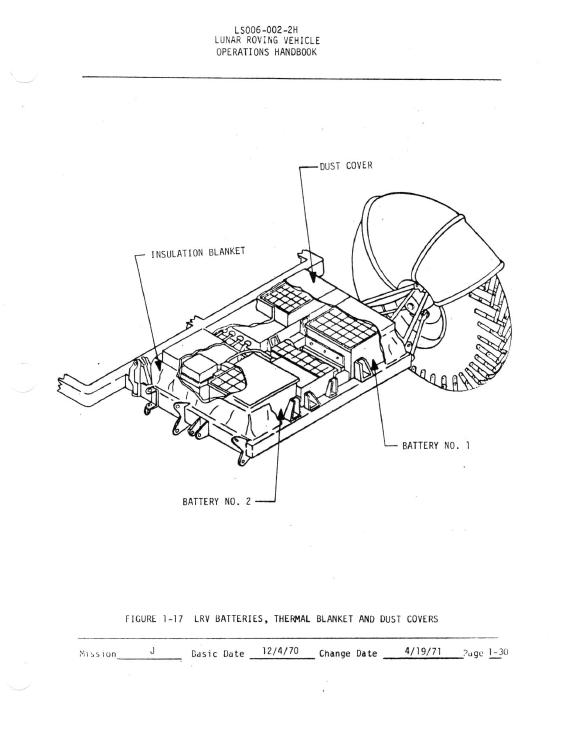 LS006-002-2H
LUNAR ROVING VEHICLE
OPERATIONS HANDBOOK
DUST COVER
INSULATION BLANKET
BATTERY NO. 1
BATTERY NO. 2
FIGURE 1-17 LRV BATTERIES, THERMAL BLANKET AND DUST COVERS
Mission J Basic Date 12/4/70 Change Date 4/19/71 Page 1-30